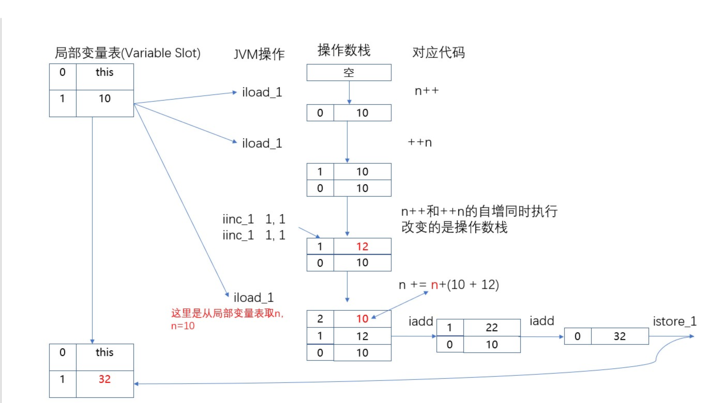 局部变量表(Variable Slot)
JVM操作
操作数栈
对应代码
0 this
1 10
空
iload_1
n++
0 10
iload_1
++n
1 10
0 10
iinc_1 1, 1
iinc_1 1, 1
n++和++n的自增同时执行
改变的是操作数栈
1 12
0 10
n += n+(10 + 12)
iload_1
这里是从局部变量表取n,
n=10
2 10
1 12
0 10
iadd
1 22
0 10
iadd
0 32
istore_1
0 this
1 32